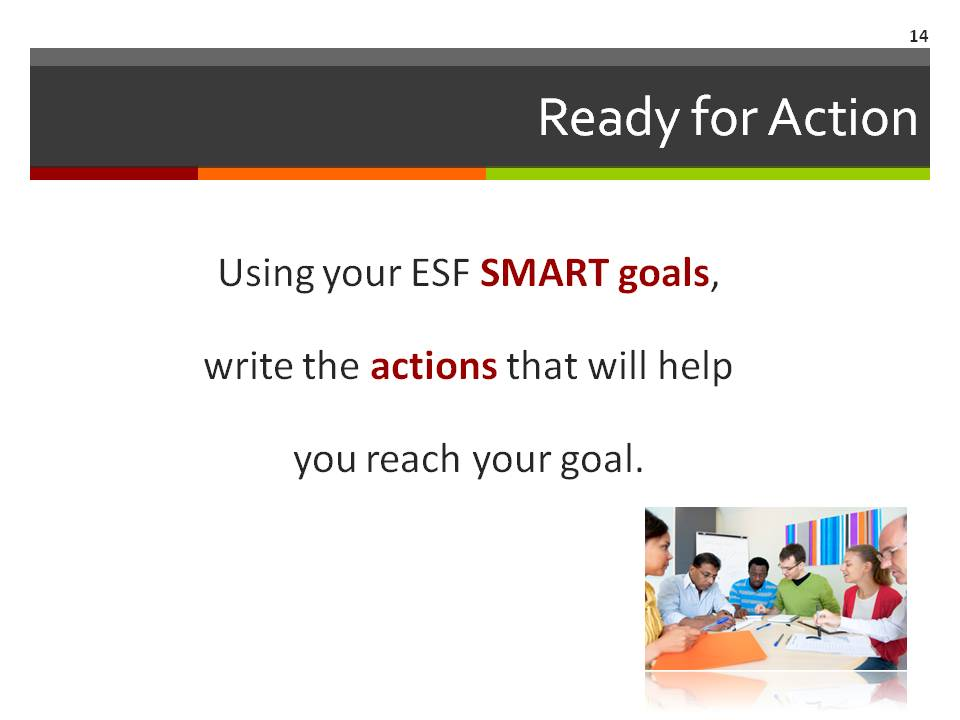 14
Ready for Action
Using your ESF SMART goals,
write the actions that will help
you reach your goal.